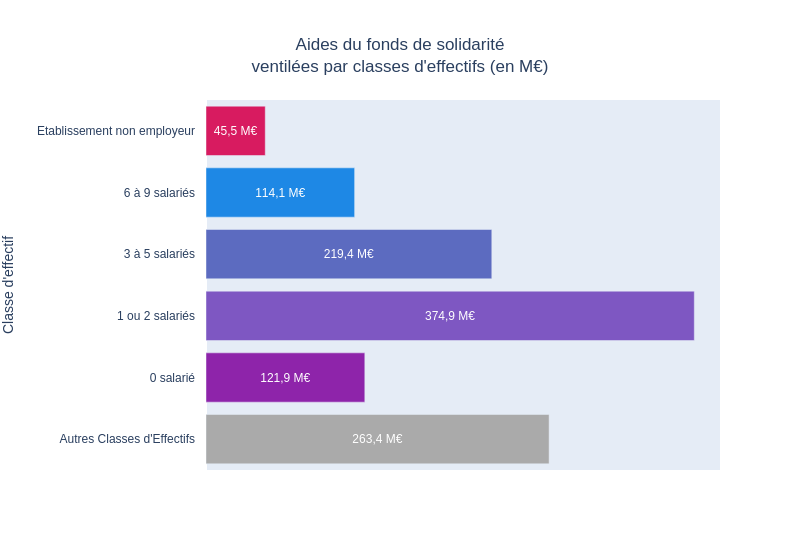 Aides du fonds de solidarité
ventilées par classes d'effectifs (en M€)
Classe d'effectif
Etablissement non employeur
45,5 M€
6 à 9 salariés
114,1 M€
3 à 5 salariés
219,4 M€
1 ou 2 salariés
374,9 M€
0 salarié
121,9 M€
Autres Classes d'Effectifs
263,4 M€